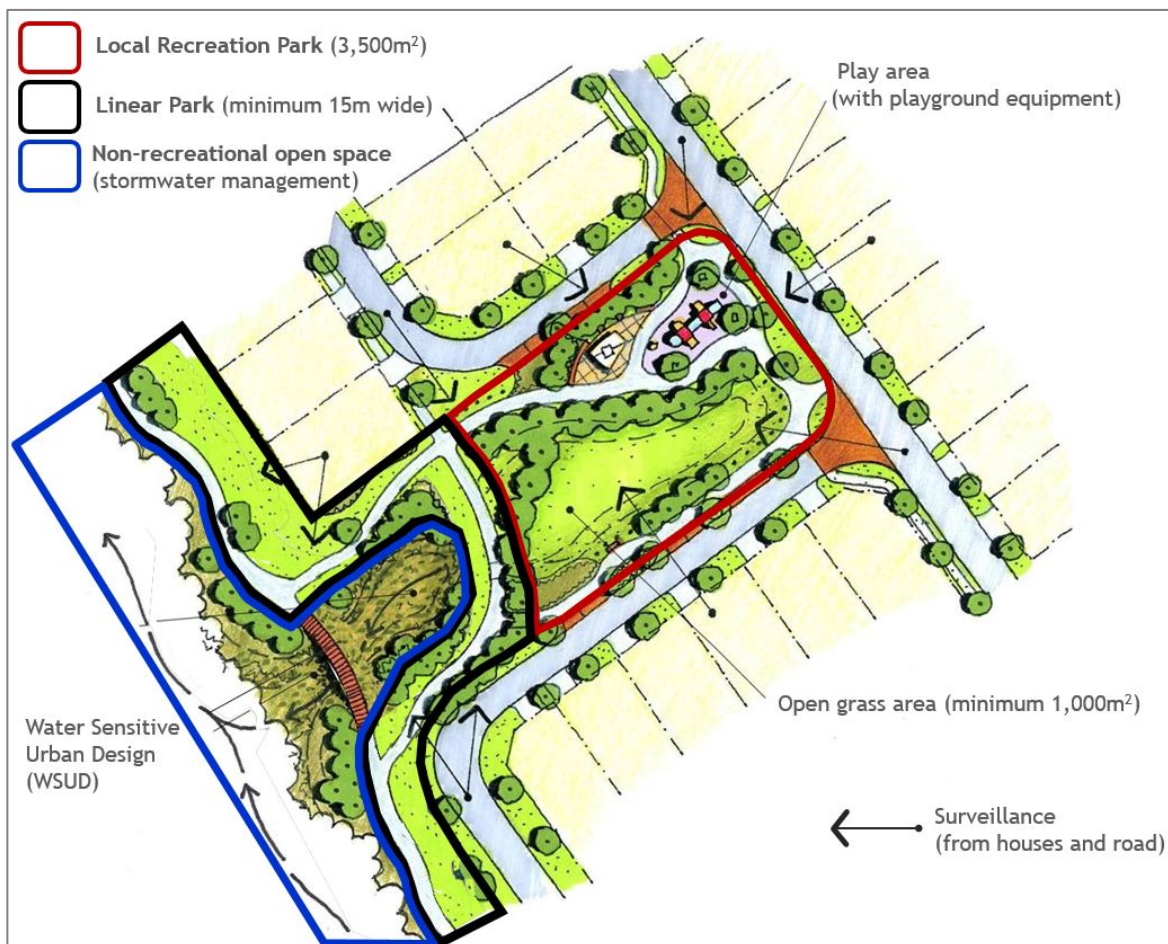 Local Recreation Park (3,500m²)
Linear Park (minimum 15m wide)
Non-recreational open space
(stormwater management)
Play area
(with playground equipment)
Open grass area (minimum 1,000m²)
Water Sensitive
Urban Design
(WSUD)
Surveillance
(from houses and road)